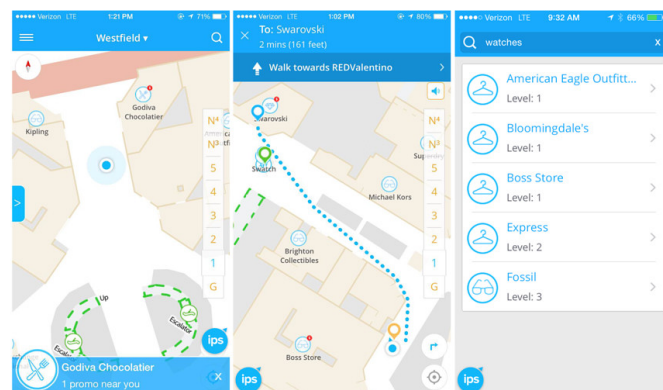 Verizon LTE 1:21 PM 71%
Westfield
Godiva
Chocolatier
Kipling
N⁴
N³
5
4
3
2
1
G
Up
Escalator
ips
Godiva Chocolatier
1 promo near you
Verizon LTE 1:02 PM 80%
To: Swarovski
2 mins (161 feet)
Walk towards REDValentino
Swarovski
Swatch
Michael Kors
Brighton
Collectibles
Boss Store
N⁴
N³
5
4
3
2
1
G
ips
Verizon LTE 9:32 AM 66%
watches X
American Eagle Outfitt...
Level: 1
Bloomingdale's
Level: 1
Boss Store
Level: 1
Express
Level: 2
Fossil
Level: 3
ips